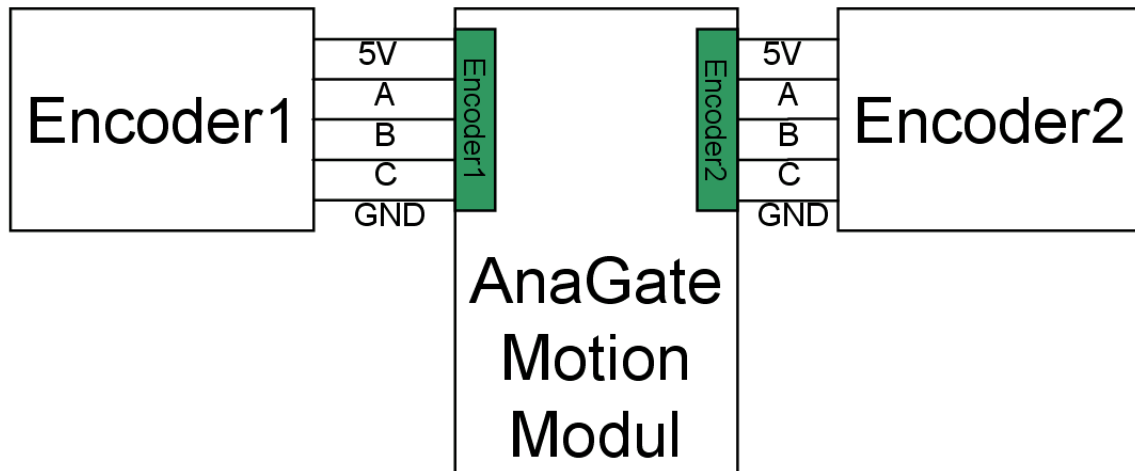 Encoder1
5V
A
B
C
GND
Encoder1
AnaGate
Motion
Modul
Encoder2
5V
A
B
C
GND
Encoder2